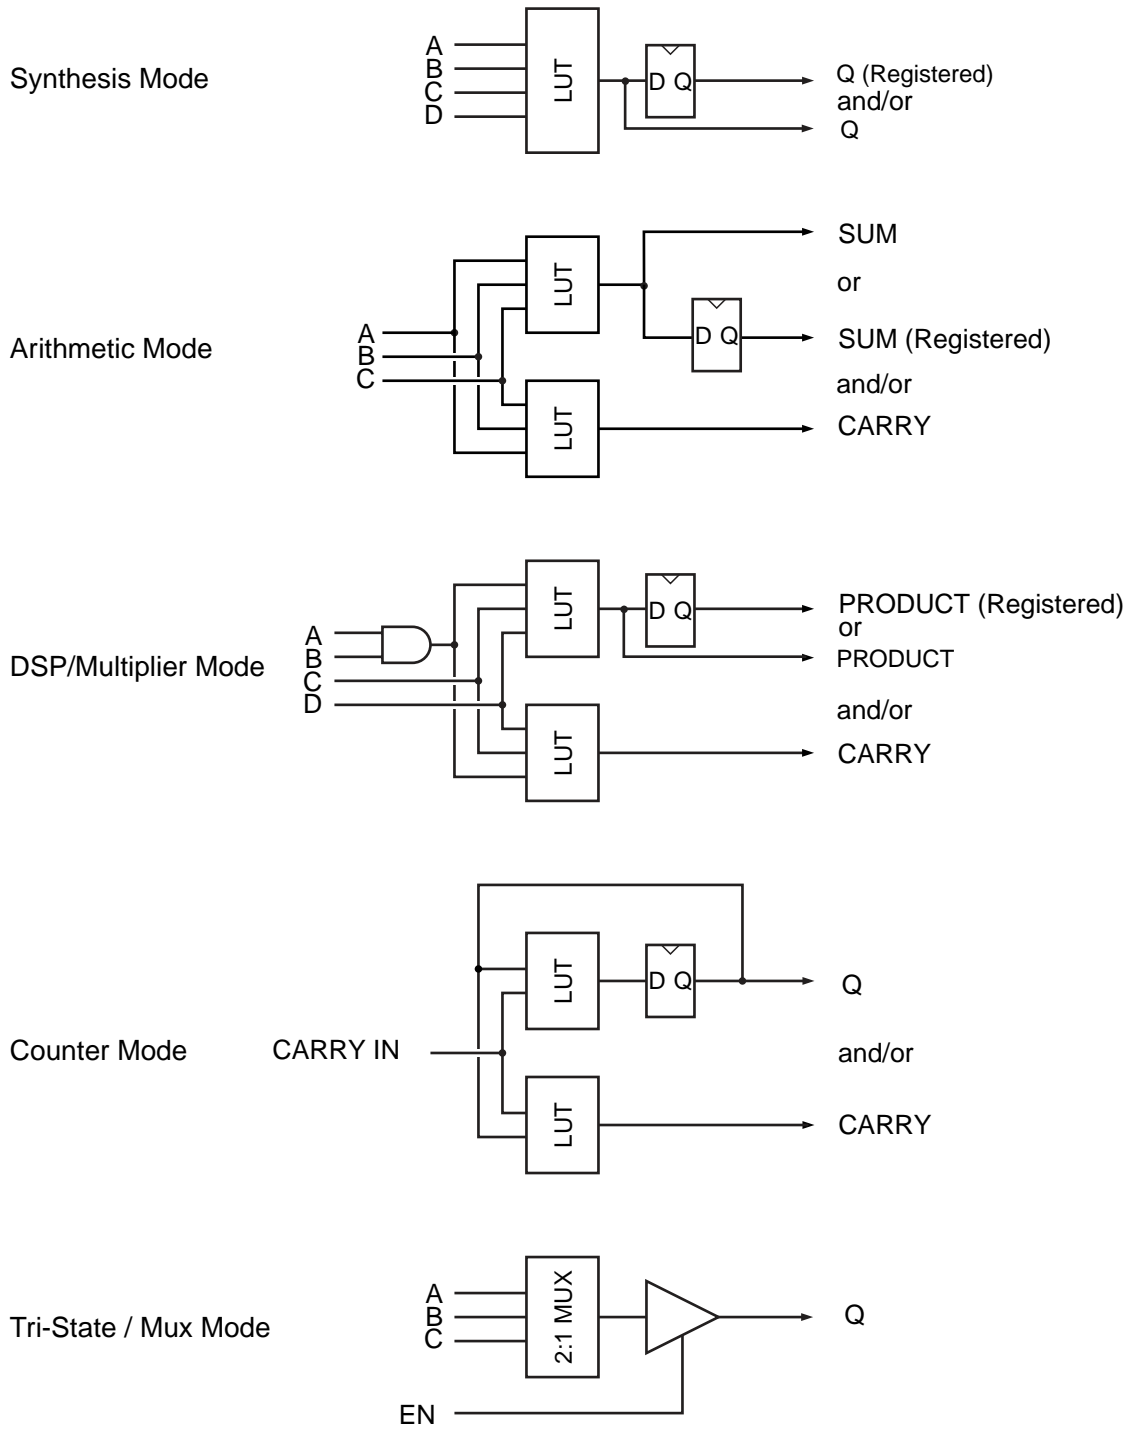 Synthesis Mode
A
B
C
D
LUT
D Q
Q (Registered)
and/or
Q
Arithmetic Mode
A
B
C
LUT
LUT
D Q
SUM
or
SUM (Registered)
and/or
CARRY
DSP/Multiplier Mode
A
B
C
D
LUT
LUT
D Q
PRODUCT (Registered)
or
PRODUCT
and/or
CARRY
Counter Mode
CARRY IN
LUT
LUT
D Q
Q
and/or
CARRY
Tri-State / Mux Mode
A
B
C
EN
2:1 MUX
Q